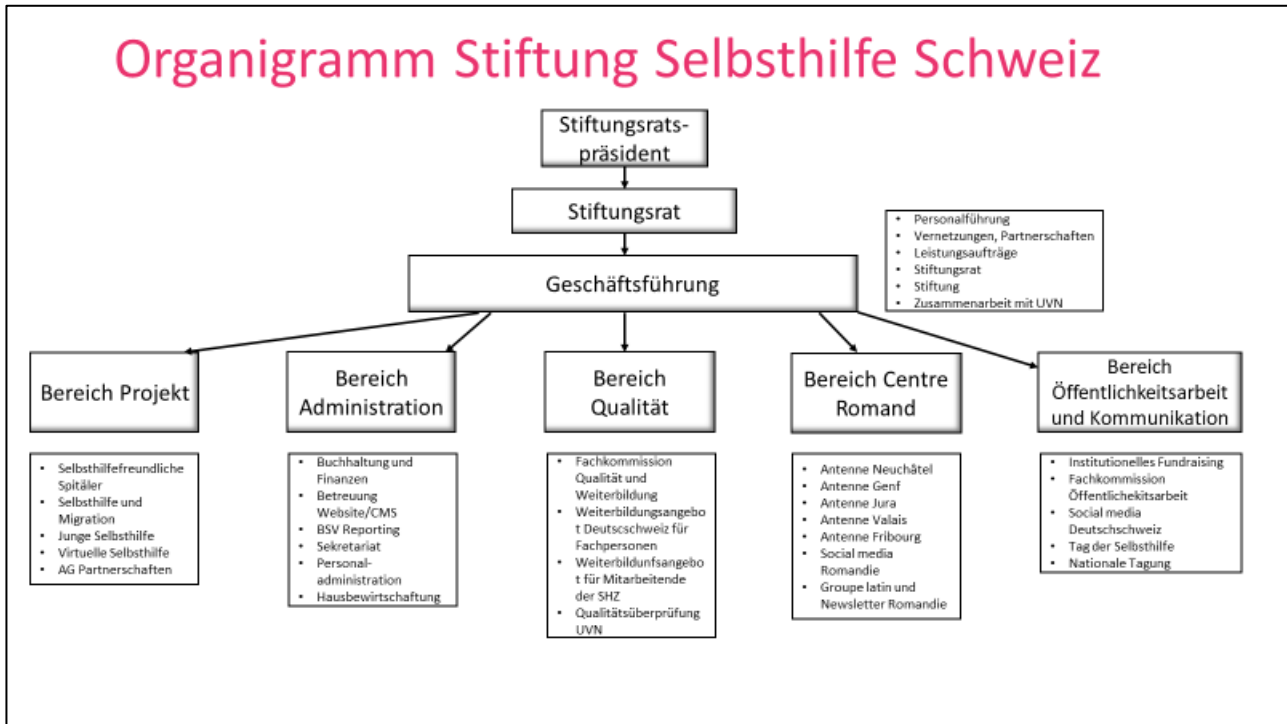 Organigramm Stiftung Selbsthilfe Schweiz
Stiftungsrats-
präsident
Stiftungsrat
Personalführung
Vernetzungen, Partnerschaften
Leistungsaufträge
Stiftungsrat
Stiftung
Zusammenarbeit mit UVN
Geschäftsführung
Bereich Projekt
Bereich
Administration
Bereich
Qualität
Bereich Centre
Romand
Bereich
Öffentlichkeitsarbeit
und Kommunikation
Selbsthilfefreundliche
Spitäler
Selbsthilfe und
Migration
Junge Selbsthilfe
Virtuelle Selbsthilfe
AG Partnerschaften
Buchhaltung und
Finanzen
Betreuung
Website/CMS
BSV Reporting
Sekretariat
Personal-
administration
Hausbewirtschaftung
Fachkommission
Qualität und
Weiterbildung
Weiterbildungsangebo
t Deutscschweiz für
Fachpersonen
Weiterbildunfsangebo
t für Mitarbeitende
der SHZ
Qualitätsüberprüfung
UVN
Antenne Neuchâtel
Antenne Genf
Antenne Jura
Antenne Valais
Antenne Fribourg
Social media
Romandie
Groupe latin und
Newsletter Romandie
Institutionelles Fundraising
Fachkommission
Öffentlichekitsarbeit
Social media
Deutschschweiz
Tag der Selbsthilfe
Nationale Tagung